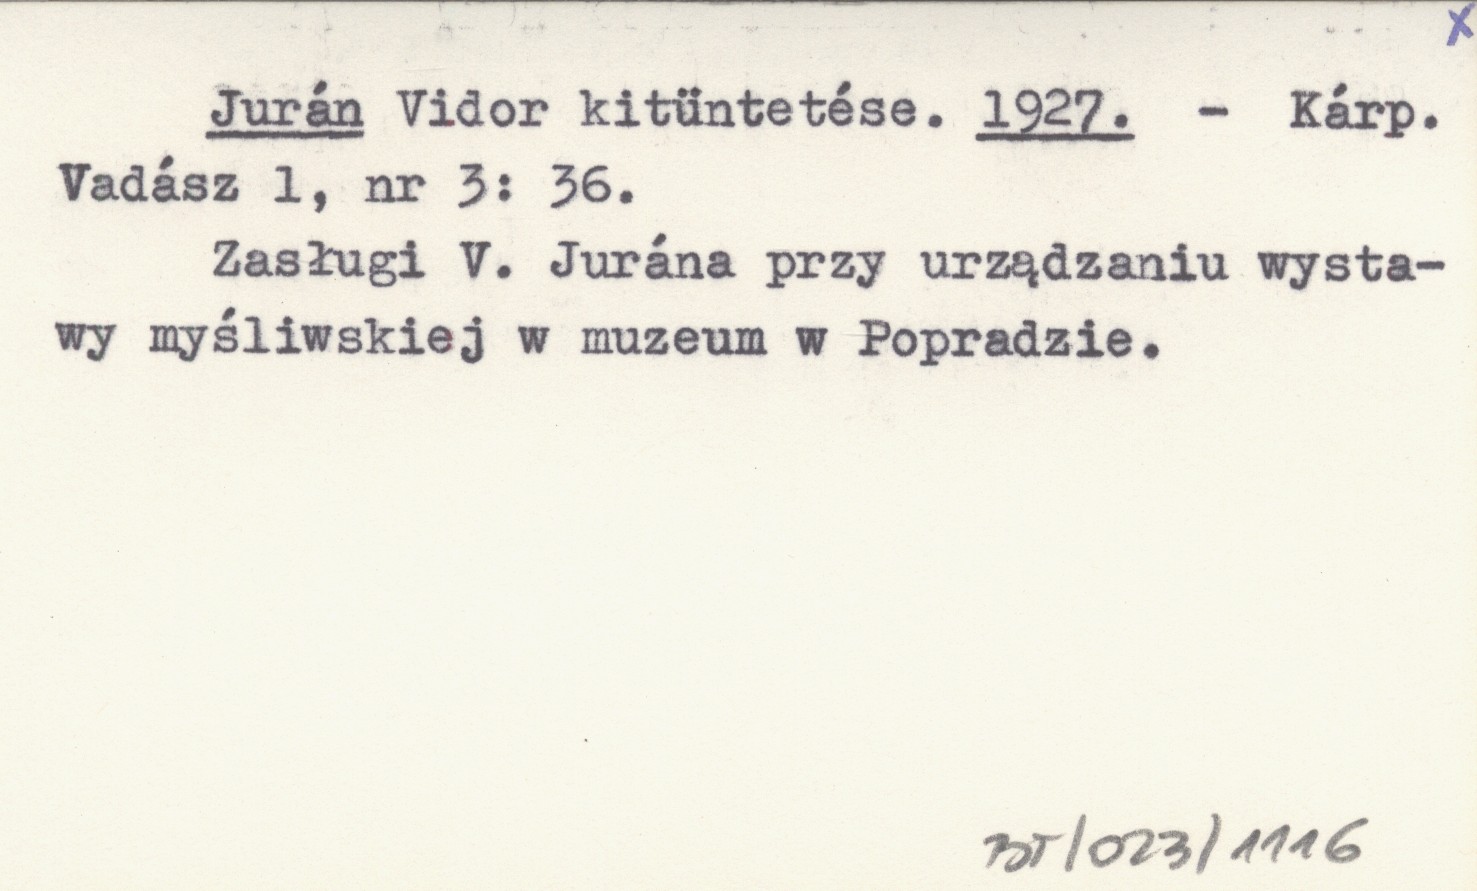 x
Jurán Vidor kitüntetése. 1927. - Kárp.
Vadász 1, nr 3: 36.
Zasługi V. Jurána przy urządzaniu wysta-
wy myśliwskiej w muzeum w Popradzie.
BT/023/1116